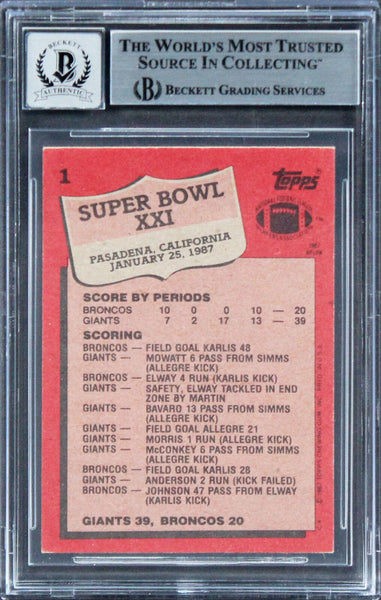 BECKETT
B
AUTHENTIC
THE WORLD'S MOST TRUSTED
SOURCE IN COLLECTING™
B BECKETT GRADING SERVICES
1
SUPER BOWL
XXI
PASADENA, CALIFORNIA
JANUARY 25, 1987
Topps
SCORE BY PERIODS
BRONCOS 10 0 0 10 — 20
GIANTS 7 2 17 13 — 39
SCORING
BRONCOS — FIELD GOAL KARLIS 48
GIANTS — MOWATT 6 PASS FROM SIMMS
(ALLEGRE KICK)
BRONCOS — ELWAY 4 RUN (KARLIS KICK)
GIANTS — SAFETY, ELWAY TACKLED IN END
ZONE BY MARTIN
GIANTS — BAVARO 13 PASS FROM SIMMS
(ALLEGRE KICK)
GIANTS — FIELD GOAL ALLEGRE 21
GIANTS — MORRIS 1 RUN (ALLEGRE KICK)
GIANTS — McCONKEY 6 PASS FROM SIMMS
(ALLEGRE KICK)
BRONCOS — FIELD GOAL KARLIS 28
GIANTS — ANDERSON 2 RUN (KICK FAILED)
BRONCOS — JOHNSON 47 PASS FROM ELWAY
(KARLIS KICK)
GIANTS 39, BRONCOS 20